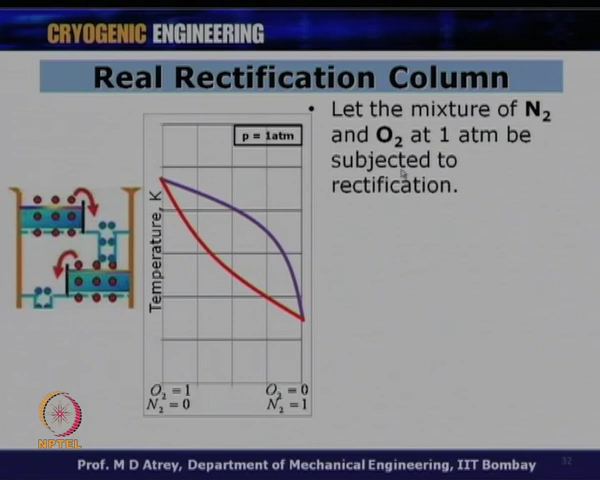 CRYOGENIC ENGINEERING
Real Rectification Column
• Let the mixture of N₂
and O₂ at 1 atm be
subjected to
rectification.
p = 1atm
Temperature, K
O₂ =1 O₂ =0
N₂ =0 N₂ =1
NPTEL
Prof. M D Atrey, Department of Mechanical Engineering, IIT Bombay
32